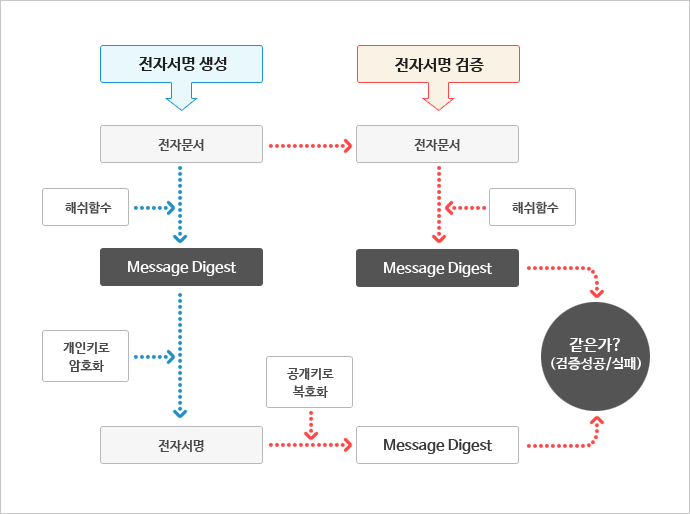 전자서명 생성
전자서명 검증
전자문서
전자문서
해쉬함수
해쉬함수
Message Digest
Message Digest
개인키로
암호화
같은가?
(검증성공/실패)
공개키로
복호화
전자서명
Message Digest